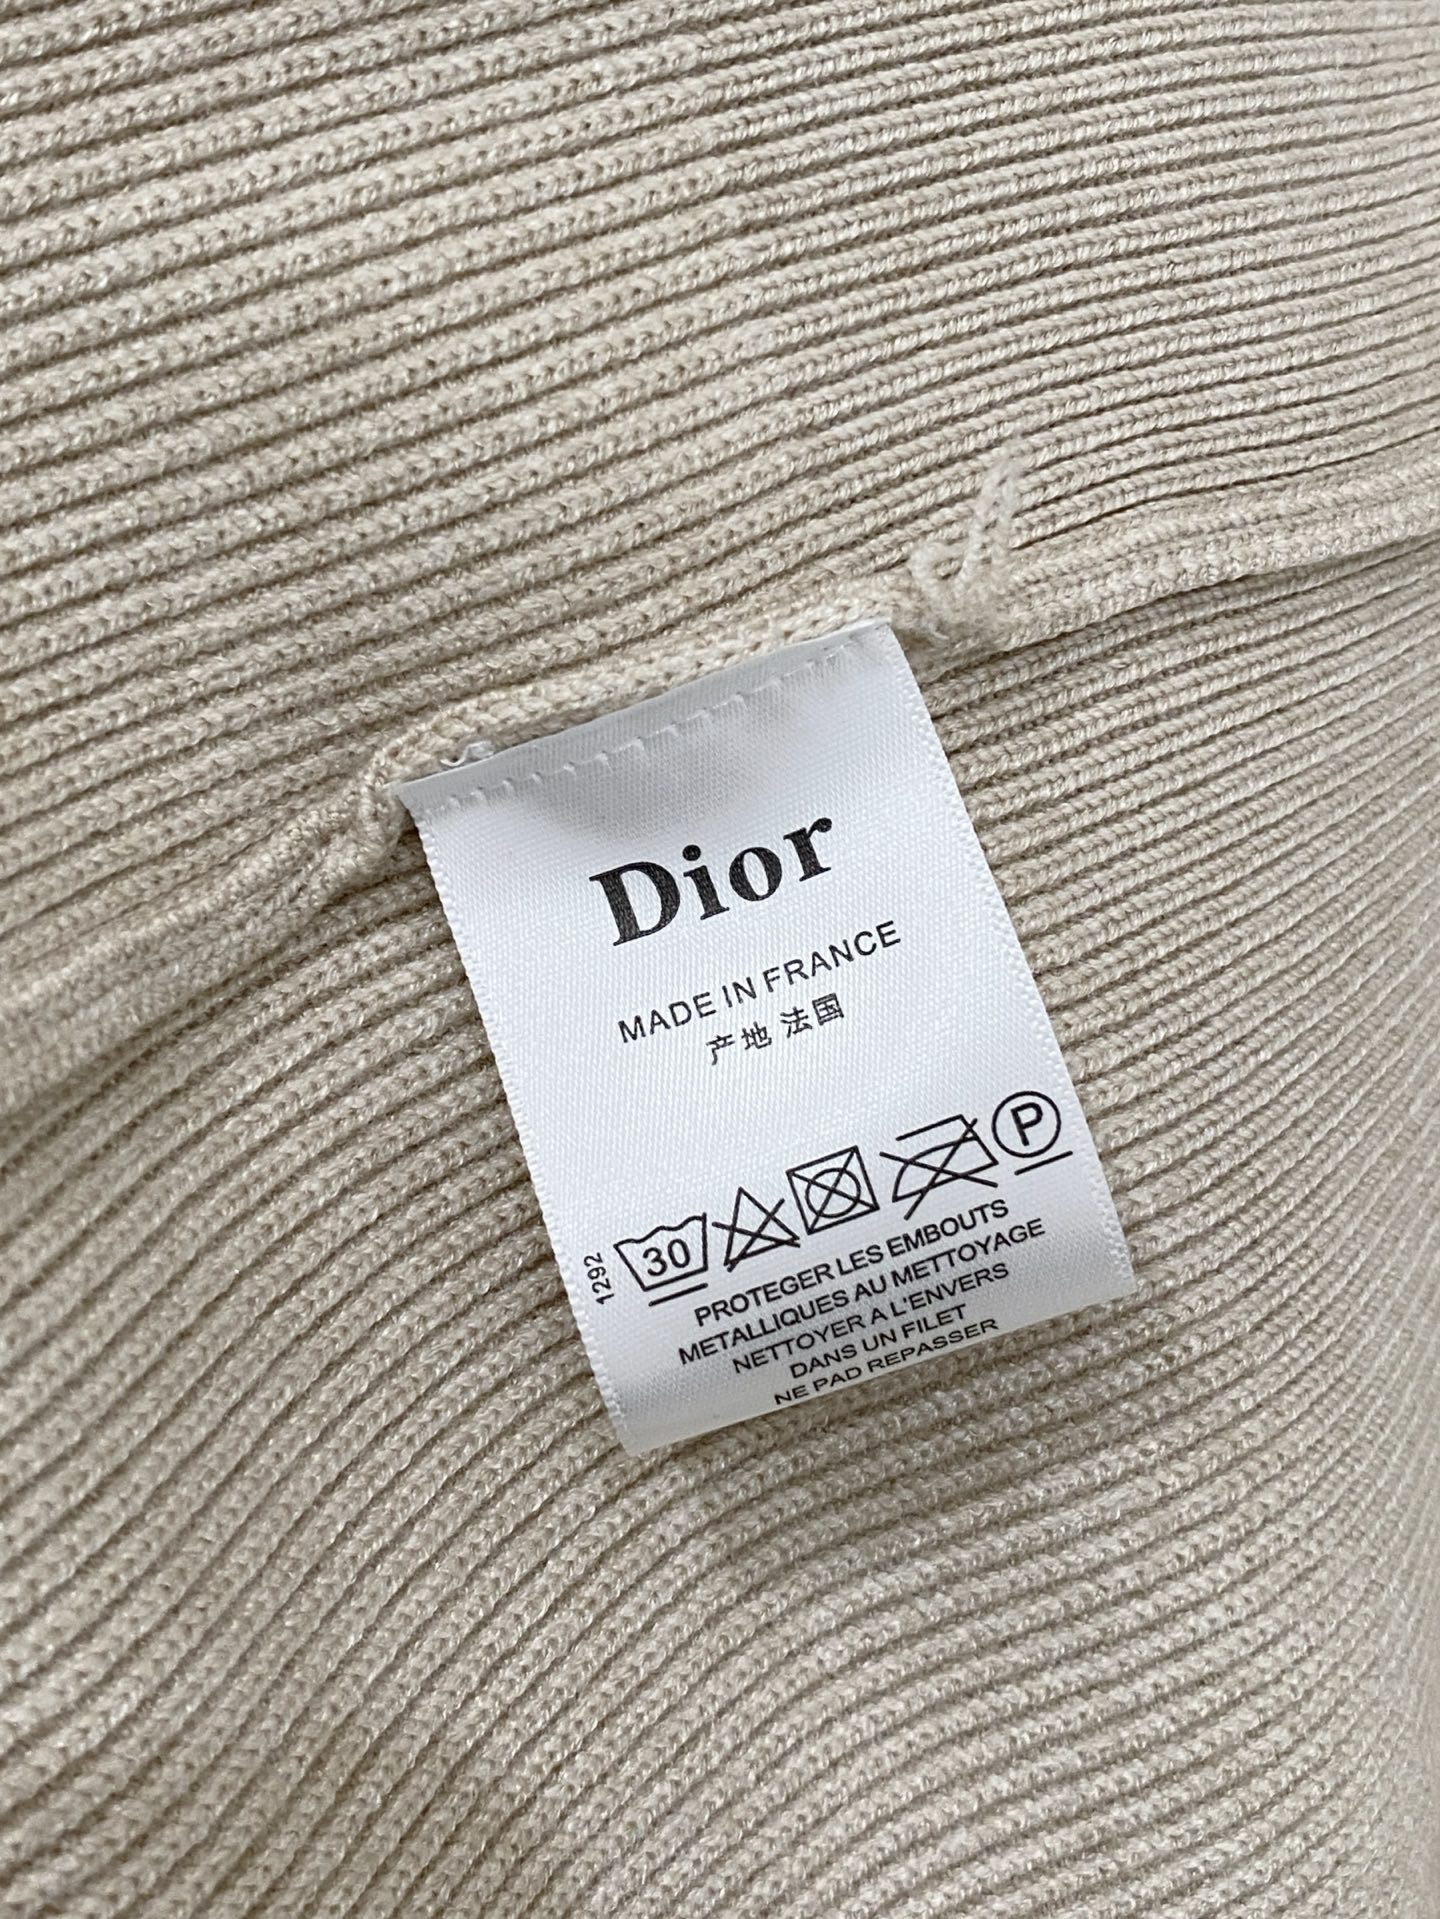 Dior
MADE IN FRANCE
产地 法国
P
30
1292
PROTEGER LES EMBOUTS
METALLIQUES AU METTOYAGE
NETTOYER A L'ENVERS
DANS UN FILET
NE PAD REPASSER